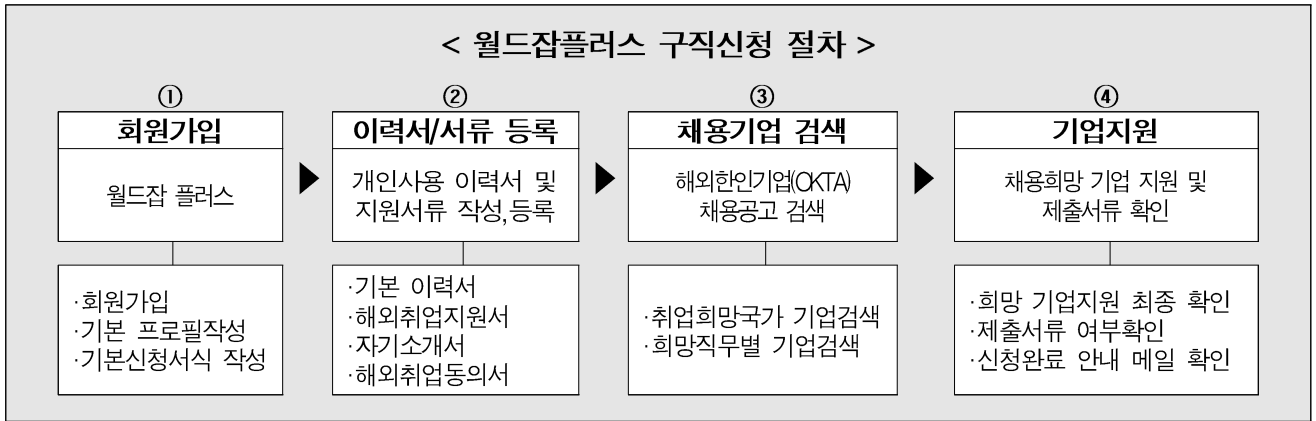 < 월드잡플러스 구직신청 절차 >
①
회원가입
월드잡 플러스
·회원가입
·기본 프로필작성
·기본신청서식 작성
②
이력서/서류 등록
개인사용 이력서 및
지원서류 작성,등록
·기본 이력서
·해외취업지원서
·자기소개서
·해외취업동의서
③
채용기업 검색
해외한인기업(OKTA)
채용공고 검색
·취업희망국가 기업검색
·희망직무별 기업검색
④
기업지원
채용희망 기업 지원 및
제출서류 확인
·희망 기업지원 최종 확인
·제출서류 여부확인
·신청완료 안내 메일 확인